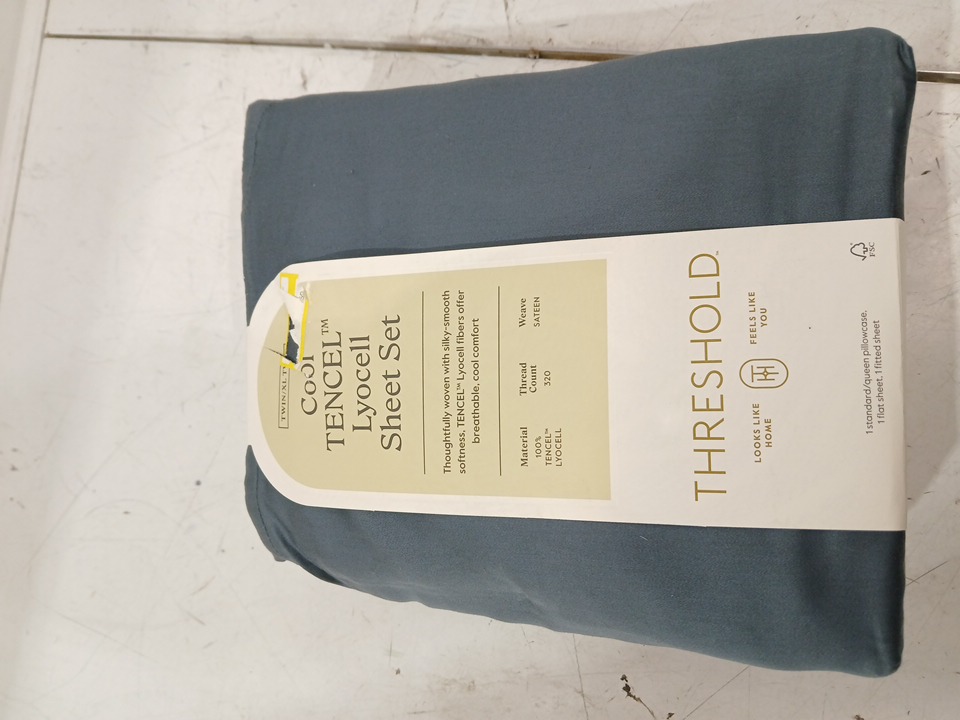 TWIN/XL
Cool
TENCEL™
Lyocell
Sheet Set
Thoughtfully woven with silky-smooth
softness, TENCEL™ Lyocell fibers offer
breathable, cool comfort
Material
100%
TENCEL™
LYOCELL
Thread
Count
320
Weave
SATEEN
THRESHOLD™
LOOKS LIKE
HOME
FEELS LIKE
YOU
1 standard/queen pillowcase.
1 flat sheet. 1 fitted sheet
FSC